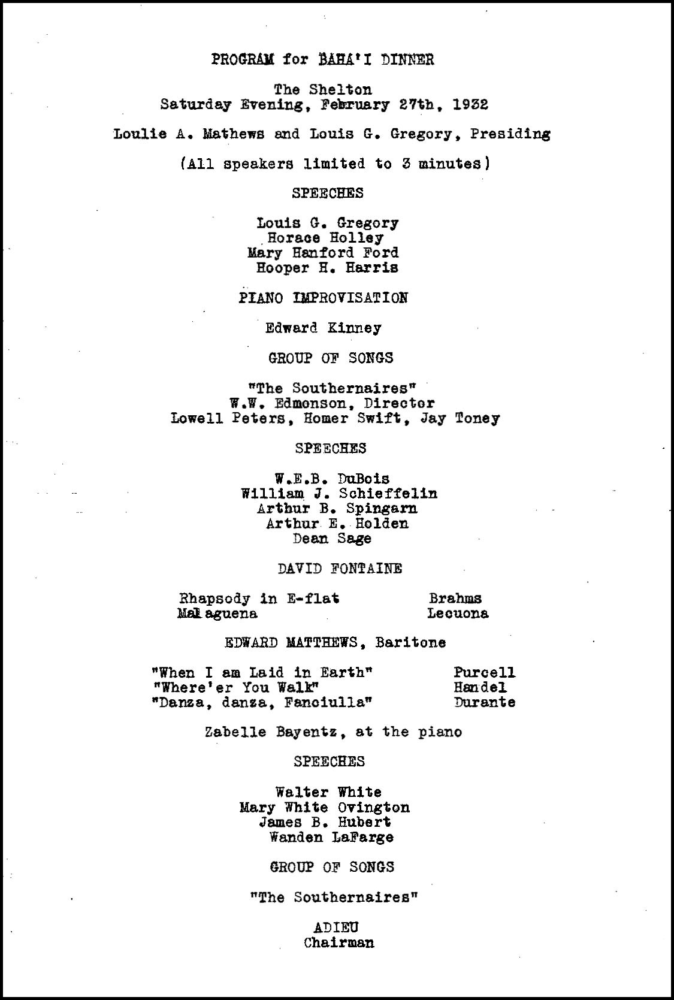 PROGRAM for BAHA'I DINNER
The Shelton
Saturday Evening, February 27th, 1932
Loulie A. Mathews and Louis G. Gregory, Presiding
(All speakers limited to 3 minutes)
SPEECHES
Louis G. Gregory
Horace Holley
Mary Hanford Ford
Hooper H. Harris
PIANO IMPROVISATION
Edward Kinney
GROUP OF SONGS
"The Southernaires"
W.W. Edmonson, Director
Lowell Peters, Homer Swift, Jay Toney
SPEECHES
W.E.B. DuBois
William J. Schieffelin
Arthur B. Spingarn
Arthur E. Holden
Dean Sage
DAVID FONTAINE
Rhapsody in E-flat Brahms
Malaguena Lecuona
EDWARD MATTHEWS, Baritone
"When I am Laid in Earth" Purcell
"Where'er You Walk" Handel
"Danza, danza, Fanciulla" Durante
Zabelle Bayentz, at the piano
SPEECHES
Walter White
Mary White Ovington
James B. Hubert
Wanden LaFarge
GROUP OF SONGS
"The Southernaires"
ADIEU
Chairman